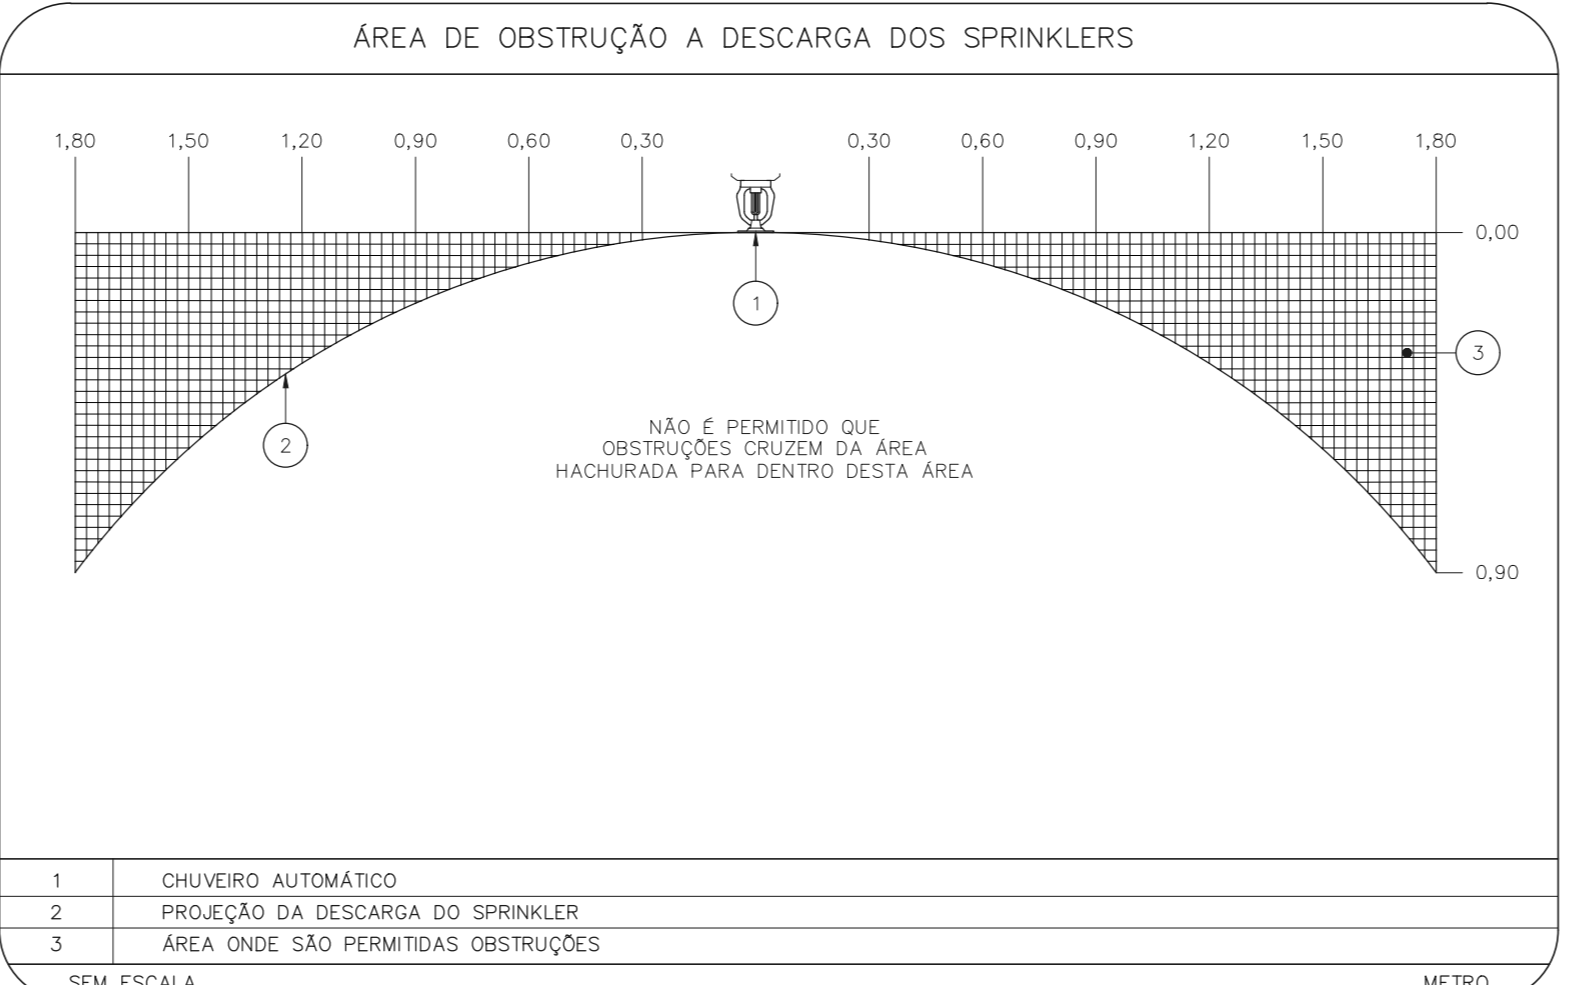 ÁREA DE OBSTRUÇÃO A DESCARGA DOS SPRINKLERS
1,80 1,50 1,20 0,90 0,60 0,30 0,30 0,60 0,90 1,20 1,50 1,80
0,00
1
3
2
NÃO É PERMITIDO QUE
OBSTRUÇÕES CRUZEM DA ÁREA
HACHURADA PARA DENTRO DESTA ÁREA
0,90
1 CHUVEIRO AUTOMÁTICO
2 PROJEÇÃO DA DESCARGA DO SPRINKLER
3 ÁREA ONDE SÃO PERMITIDAS OBSTRUÇÕES
SEM ESCALA METRO